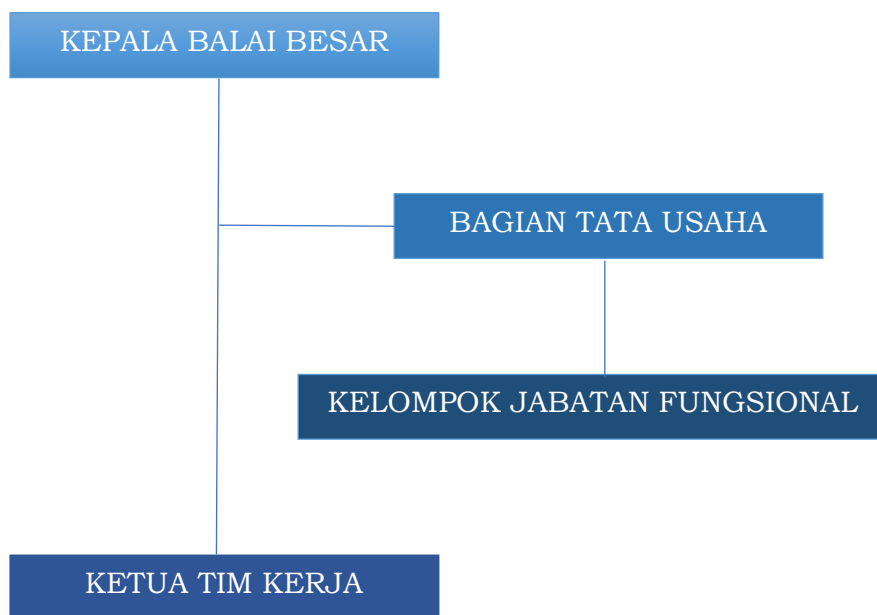 KEPALA BALAI BESAR
BAGIAN TATA USAHA
KELOMPOK JABATAN FUNGSIONAL
KETUA TIM KERJA